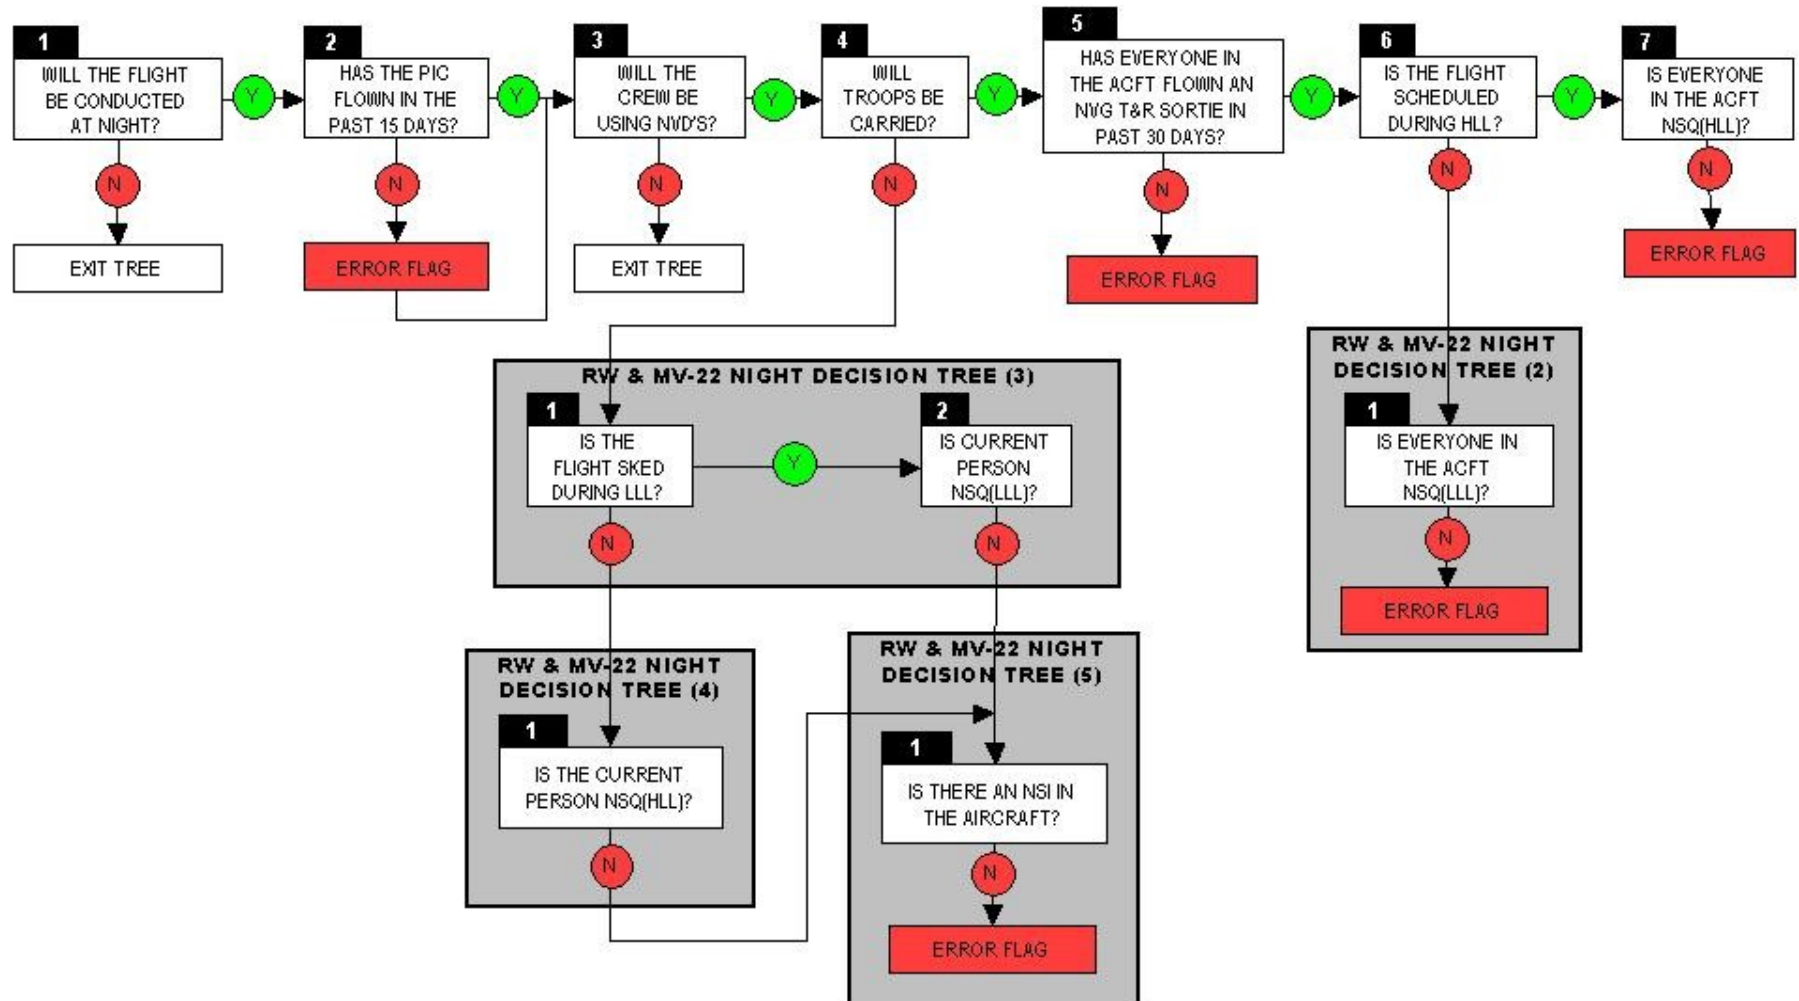 1
WILL THE FLIGHT
BE CONDUCTED
AT NIGHT?
Y
N
EXIT TREE
2
HAS THE PIC
FLOWN IN THE
PAST 15 DAYS?
Y
N
ERROR FLAG
3
WILL THE
CREW BE
USING NVD'S?
Y
N
EXIT TREE
4
WILL
TROOPS BE
CARRIED?
Y
N
5
HAS EVERYONE IN
THE ACFT FLOWN AN
NVG T&R SORTIE IN
PAST 30 DAYS?
Y
N
ERROR FLAG
6
IS THE FLIGHT
SCHEDULED
DURING HLL?
Y
N
7
IS EVERYONE
IN THE ACFT
NSQ(HLL)?
N
ERROR FLAG
RW & MV-22 NIGHT DECISION TREE (3)
1
IS THE
FLIGHT SKED
DURING LLL?
Y
N
2
IS CURRENT
PERSON
NSQ(LLL)?
N
RW & MV-22 NIGHT
DECISION TREE (2)
1
IS EVERYONE IN
THE ACFT
NSQ(LLL)?
N
ERROR FLAG
RW & MV-22 NIGHT
DECISION TREE (4)
1
IS THE CURRENT
PERSON NSQ(HLL)?
N
RW & MV-22 NIGHT
DECISION TREE (5)
1
IS THERE AN NSI IN
THE AIRCRAFT?
N
ERROR FLAG